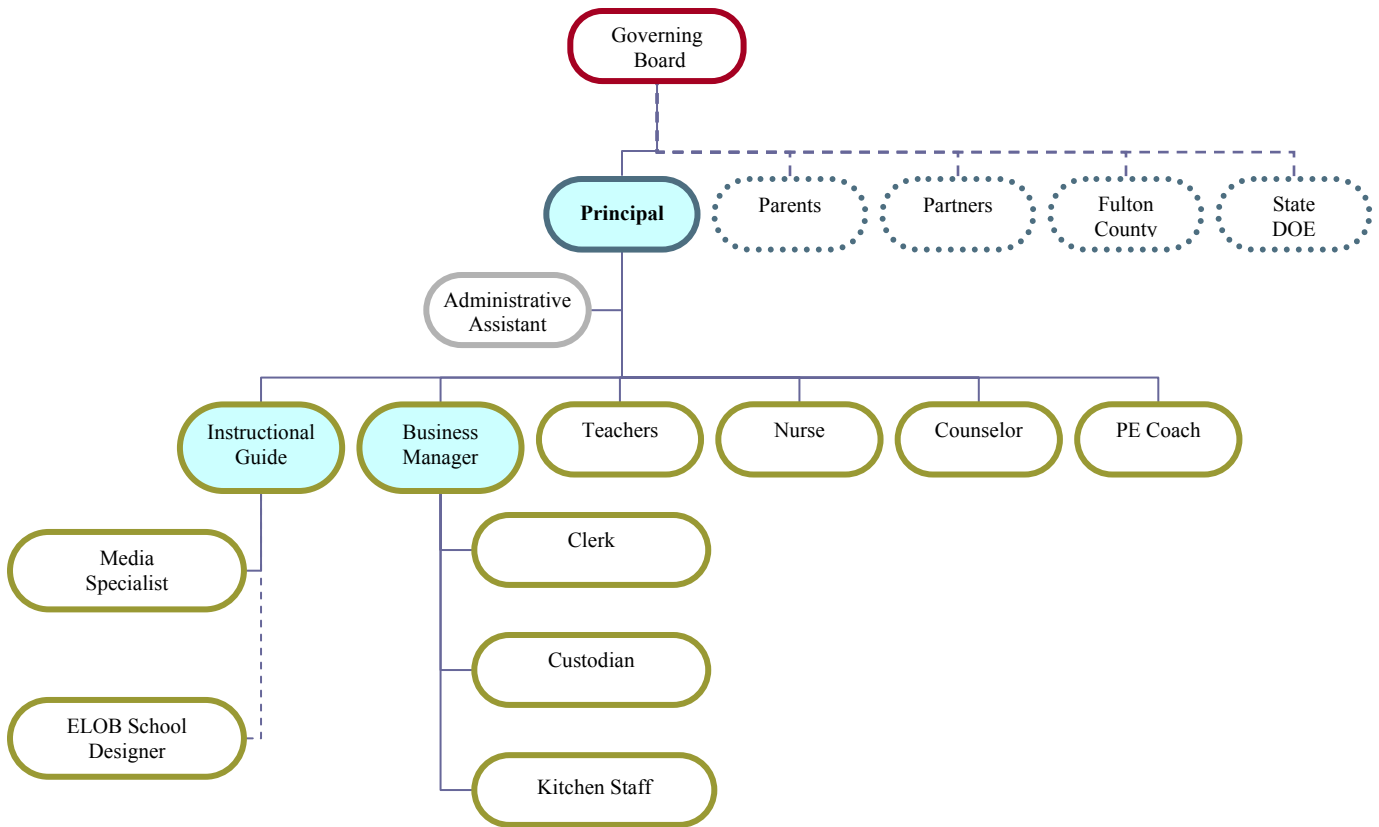 Governing
Board
Principal
Parents
Partners
Fulton
County
State
DOE
Administrative
Assistant
Instructional
Guide
Business
Manager
Teachers
Nurse
Counselor
PE Coach
Media
Specialist
Clerk
Custodian
ELOB School
Designer
Kitchen Staff